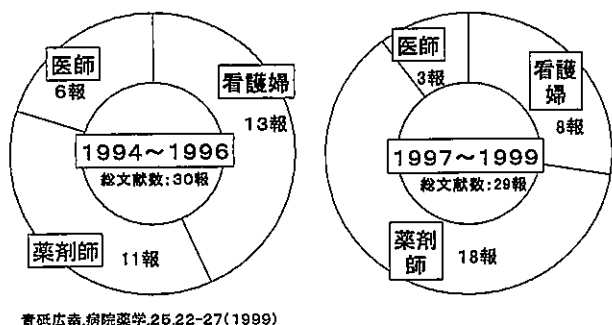 医師
6報
看護婦
13報
1994～1996
総文献数:30報
薬剤師
11報
医師
3報
看護
婦
8報
1997～1999
総文献数:29報
薬剤
師
18報
青砥広幸,病院薬学,25,22-27(1999)